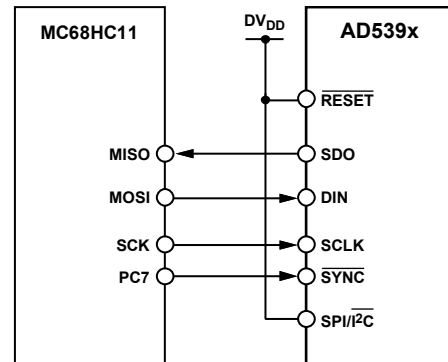 MC68HC11
DVDD
AD539x
RESET
MISO
SDO
MOSI
DIN
SCK
SCLK
PC7
SYNC
SPI/I²C